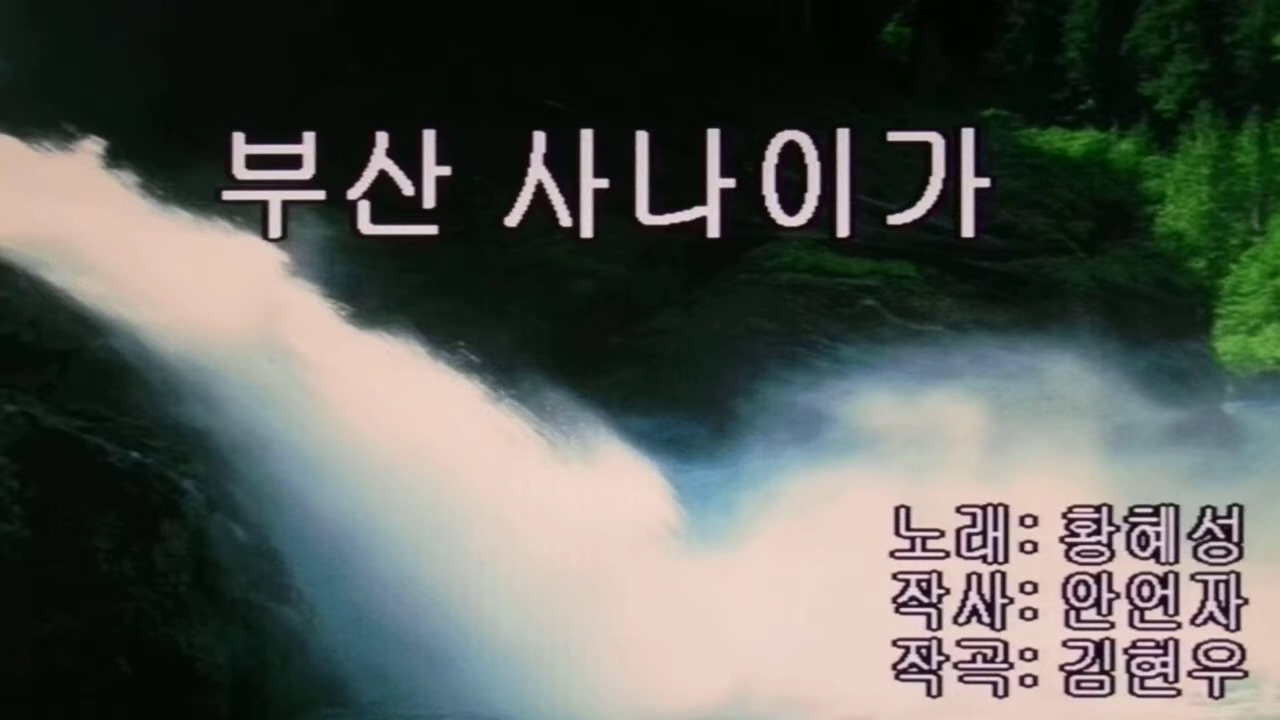 부산 사나이가
노래: 황혜성
작사: 안언자
작곡: 김현우